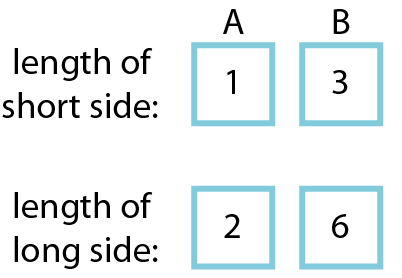 A B
length of
short side: 1 3
length of
long side: 2 6